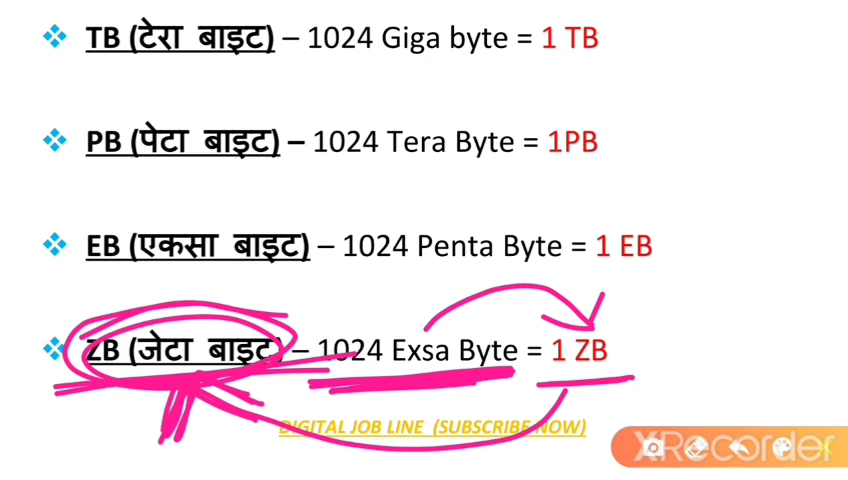 ❖ TB (टेरा बाइट) – 1024 Giga byte = 1 TB
❖ PB (पेटा बाइट) – 1024 Tera Byte = 1PB
❖ EB (एकसा बाइट) – 1024 Penta Byte = 1 EB
❖ ZB (जेटा बाइट) – 1024 Exsa Byte = 1 ZB
DIGITAL JOB LINE (SUBSCRIBE NOW)
XRecorder